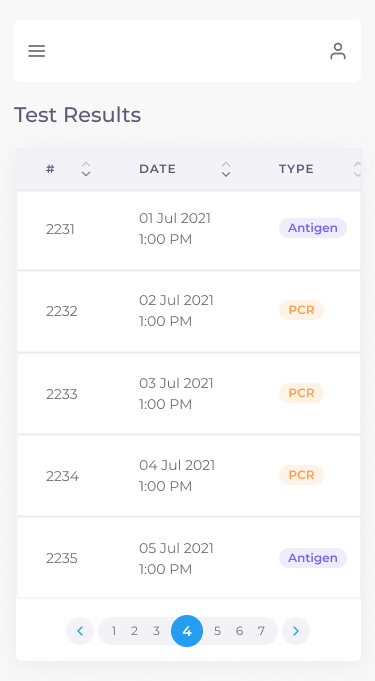 Test Results
# DATE TYPE
2231 01 Jul 2021 1:00 PM Antigen
2232 02 Jul 2021 1:00 PM PCR
2233 03 Jul 2021 1:00 PM PCR
2234 04 Jul 2021 1:00 PM PCR
2235 05 Jul 2021 1:00 PM Antigen
1 2 3 4 5 6 7